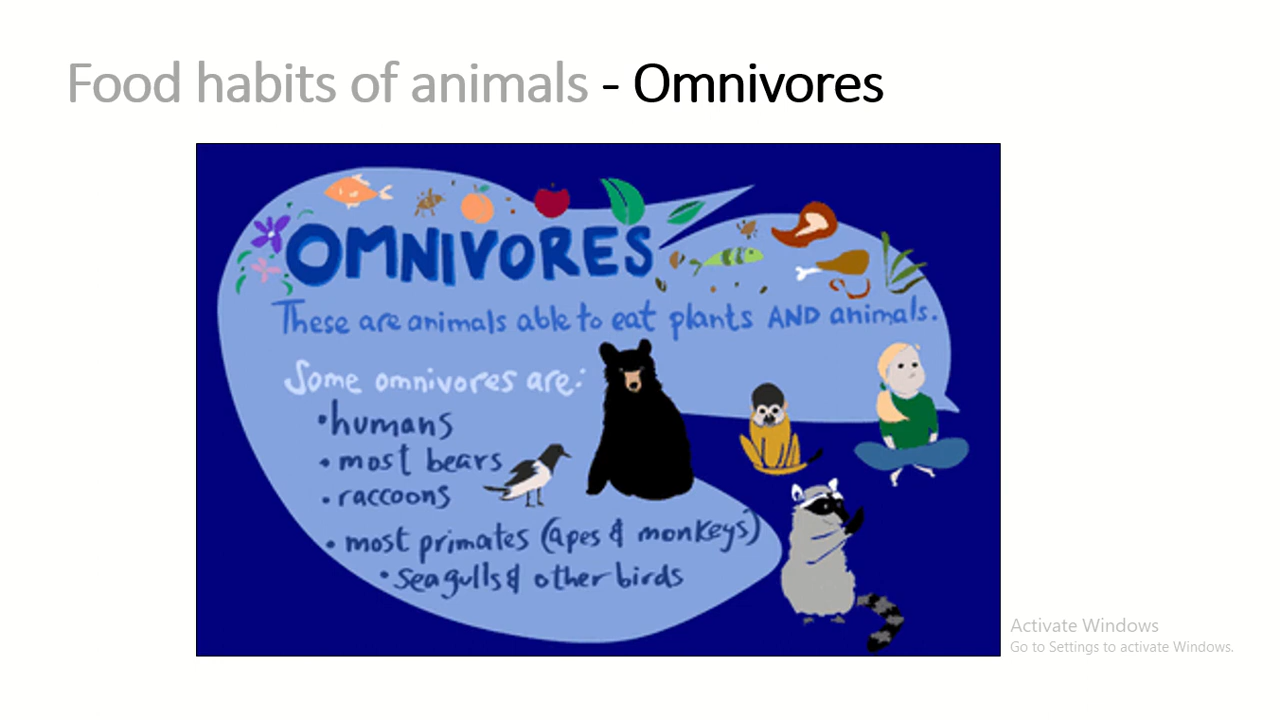 Food habits of animals - Omnivores
OMNIVORES
These are animals able to eat plants AND animals.
Some omnivores are:
• humans
• most bears
• raccoons
• most primates (apes & monkeys)
• Seagulls & other birds
Activate Windows
Go to Settings to activate Windows.